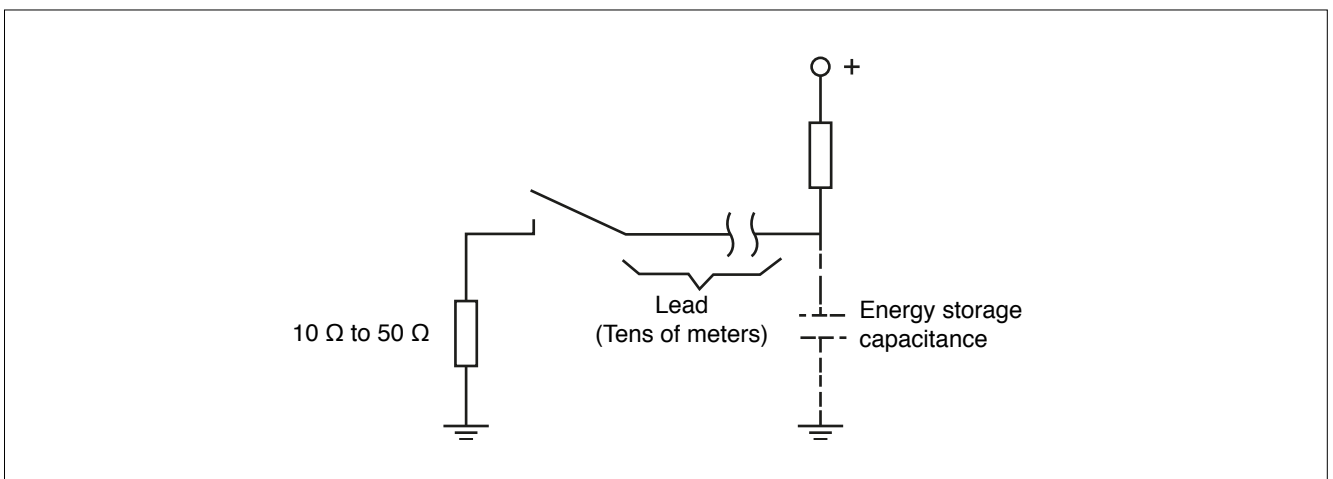 +
Energy storage
capacitance
Lead
(Tens of meters)
10 Ω to 50 Ω